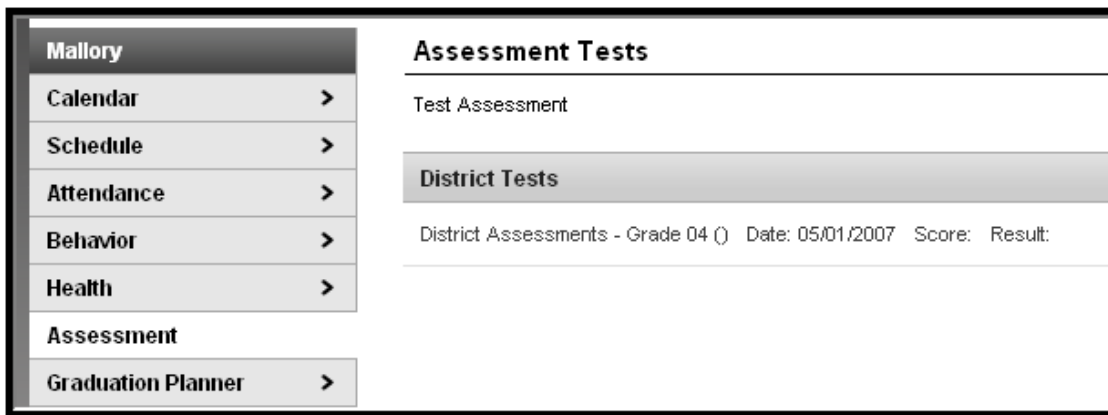 Mallory
Calendar
Schedule
Attendance
Behavior
Health
Assessment
Graduation Planner
Assessment Tests
Test Assessment
District Tests
District Assessments - Grade 04 () Date: 05/01/2007 Score: Result: